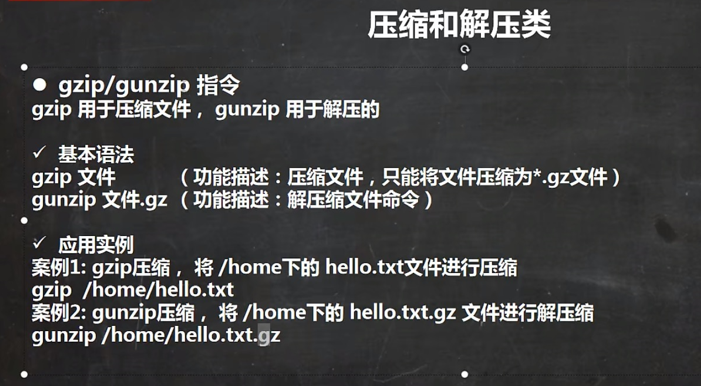 压缩和解压类
● gzip/gunzip 指令
gzip 用于压缩文件， gunzip 用于解压的
✓ 基本语法
gzip 文件 （功能描述：压缩文件，只能将文件压缩为*.gz文件）
gunzip 文件.gz （功能描述：解压缩文件命令）
✓ 应用实例
案例1: gzip压缩， 将 /home下的 hello.txt文件进行压缩
gzip /home/hello.txt
案例2: gunzip压缩， 将 /home下的 hello.txt.gz 文件进行解压缩
gunzip /home/hello.txt.gz